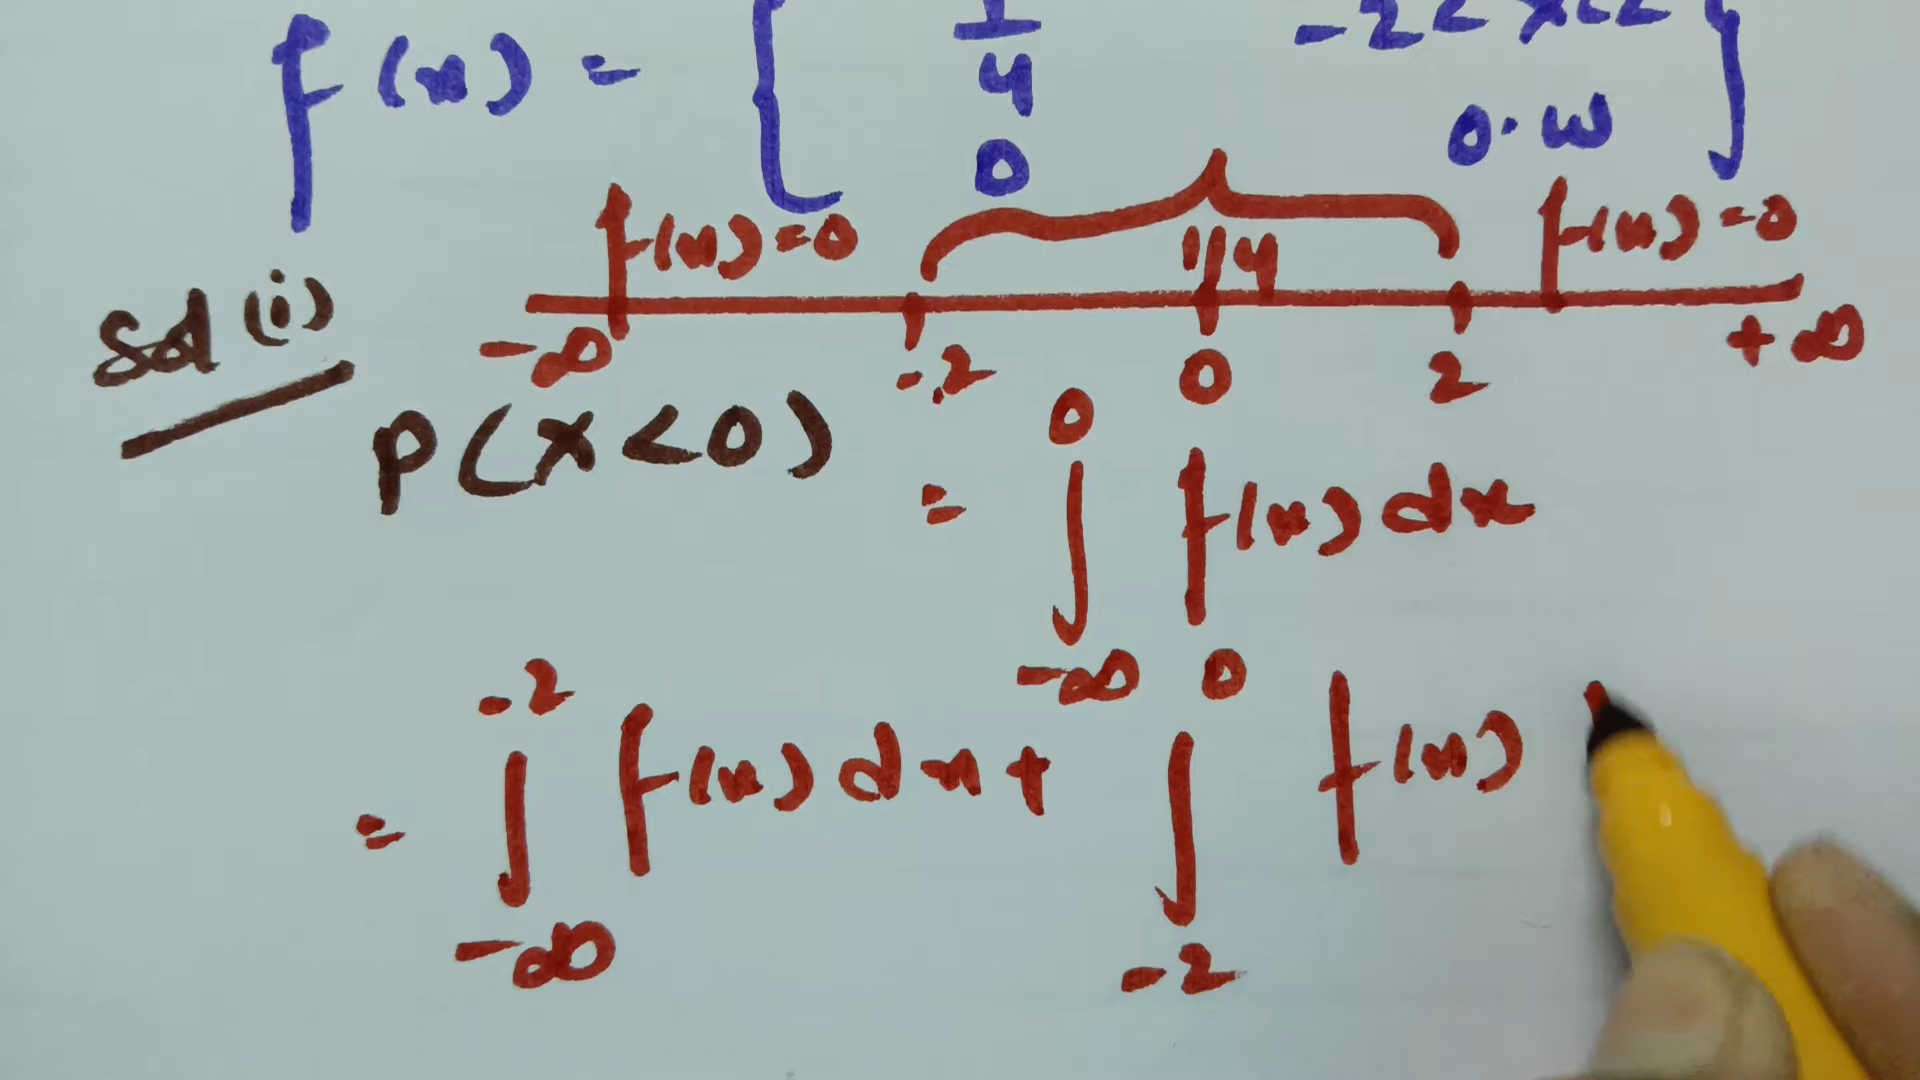 f(x) = { 1/4 -2<x<2 }
0 0.w
f(x)=0 1/4 f(x)=0
-∞ -2 0 2 +∞
Sol (i)
P(X<0)
= ∫_{-∞}^{0} f(x) dx
= ∫_{-∞}^{-2} f(x) dx + ∫_{-2}^{0} f(x)